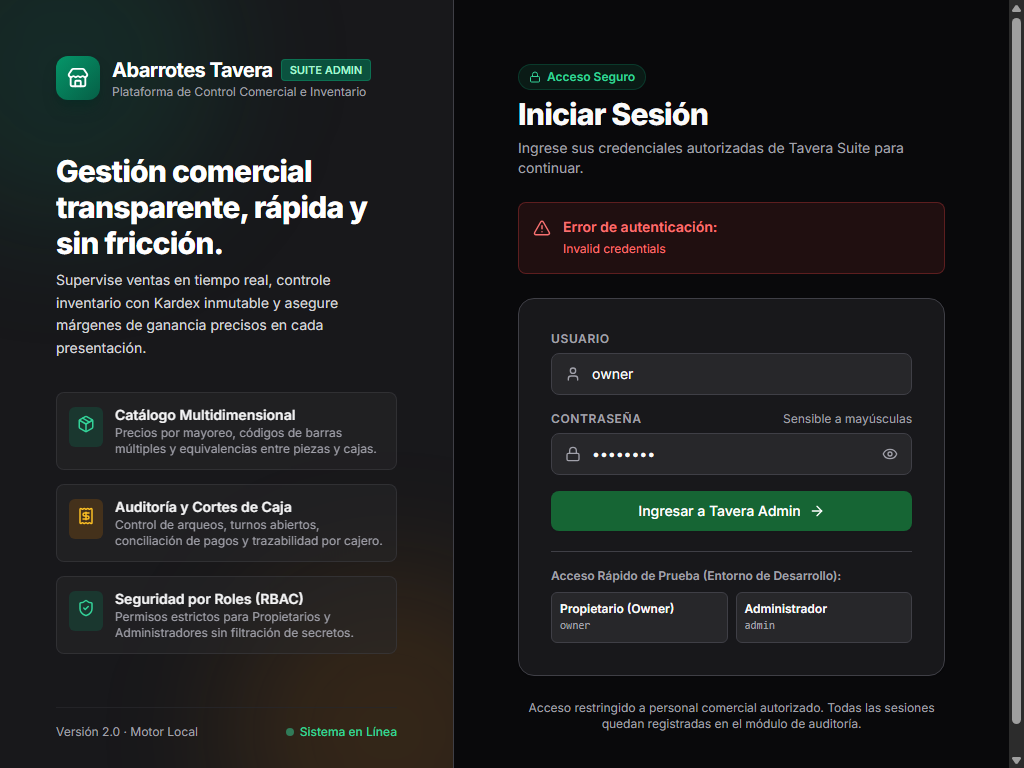 Abarrotes Tavera SUITE ADMIN
Plataforma de Control Comercial e Inventario
Gestión comercial
transparente, rápida y
sin fricción.
Supervise ventas en tiempo real, controle
inventario con Kardex inmutable y asegure
márgenes de ganancia precisos en cada
presentación.
Catálogo Multidimensional
Precios por mayoreo, códigos de barras
múltiples y equivalencias entre piezas y cajas.
Auditoría y Cortes de Caja
Control de arqueos, turnos abiertos,
conciliación de pagos y trazabilidad por cajero.
Seguridad por Roles (RBAC)
Permisos estrictos para Propietarios y
Administradores sin filtración de secretos.
Versión 2.0 · Motor Local
Sistema en Línea
Acceso Seguro
Iniciar Sesión
Ingrese sus credenciales autorizadas de Tavera Suite para
continuar.
Error de autenticación:
Invalid credentials
USUARIO
owner
CONTRASEÑA
Sensible a mayúsculas
••••••••
Ingresar a Tavera Admin →
Acceso Rápido de Prueba (Entorno de Desarrollo):
Propietario (Owner)
owner
Administrador
admin
Acceso restringido a personal comercial autorizado. Todas las sesiones
quedan registradas en el módulo de auditoría.